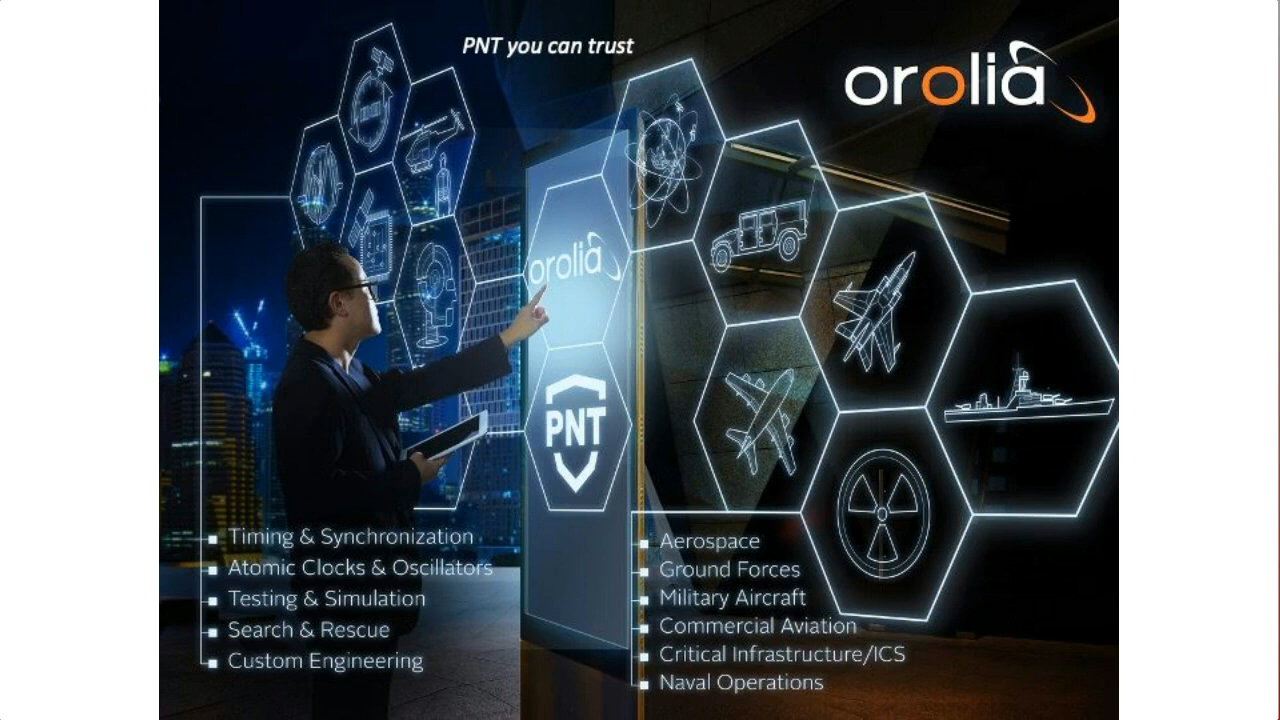 PNT you can trust
orolia
orolia
PNT
Timing & Synchronization
Atomic Clocks & Oscillators
Testing & Simulation
Search & Rescue
Custom Engineering
Aerospace
Ground Forces
Military Aircraft
Commercial Aviation
Critical Infrastructure/ICS
Naval Operations